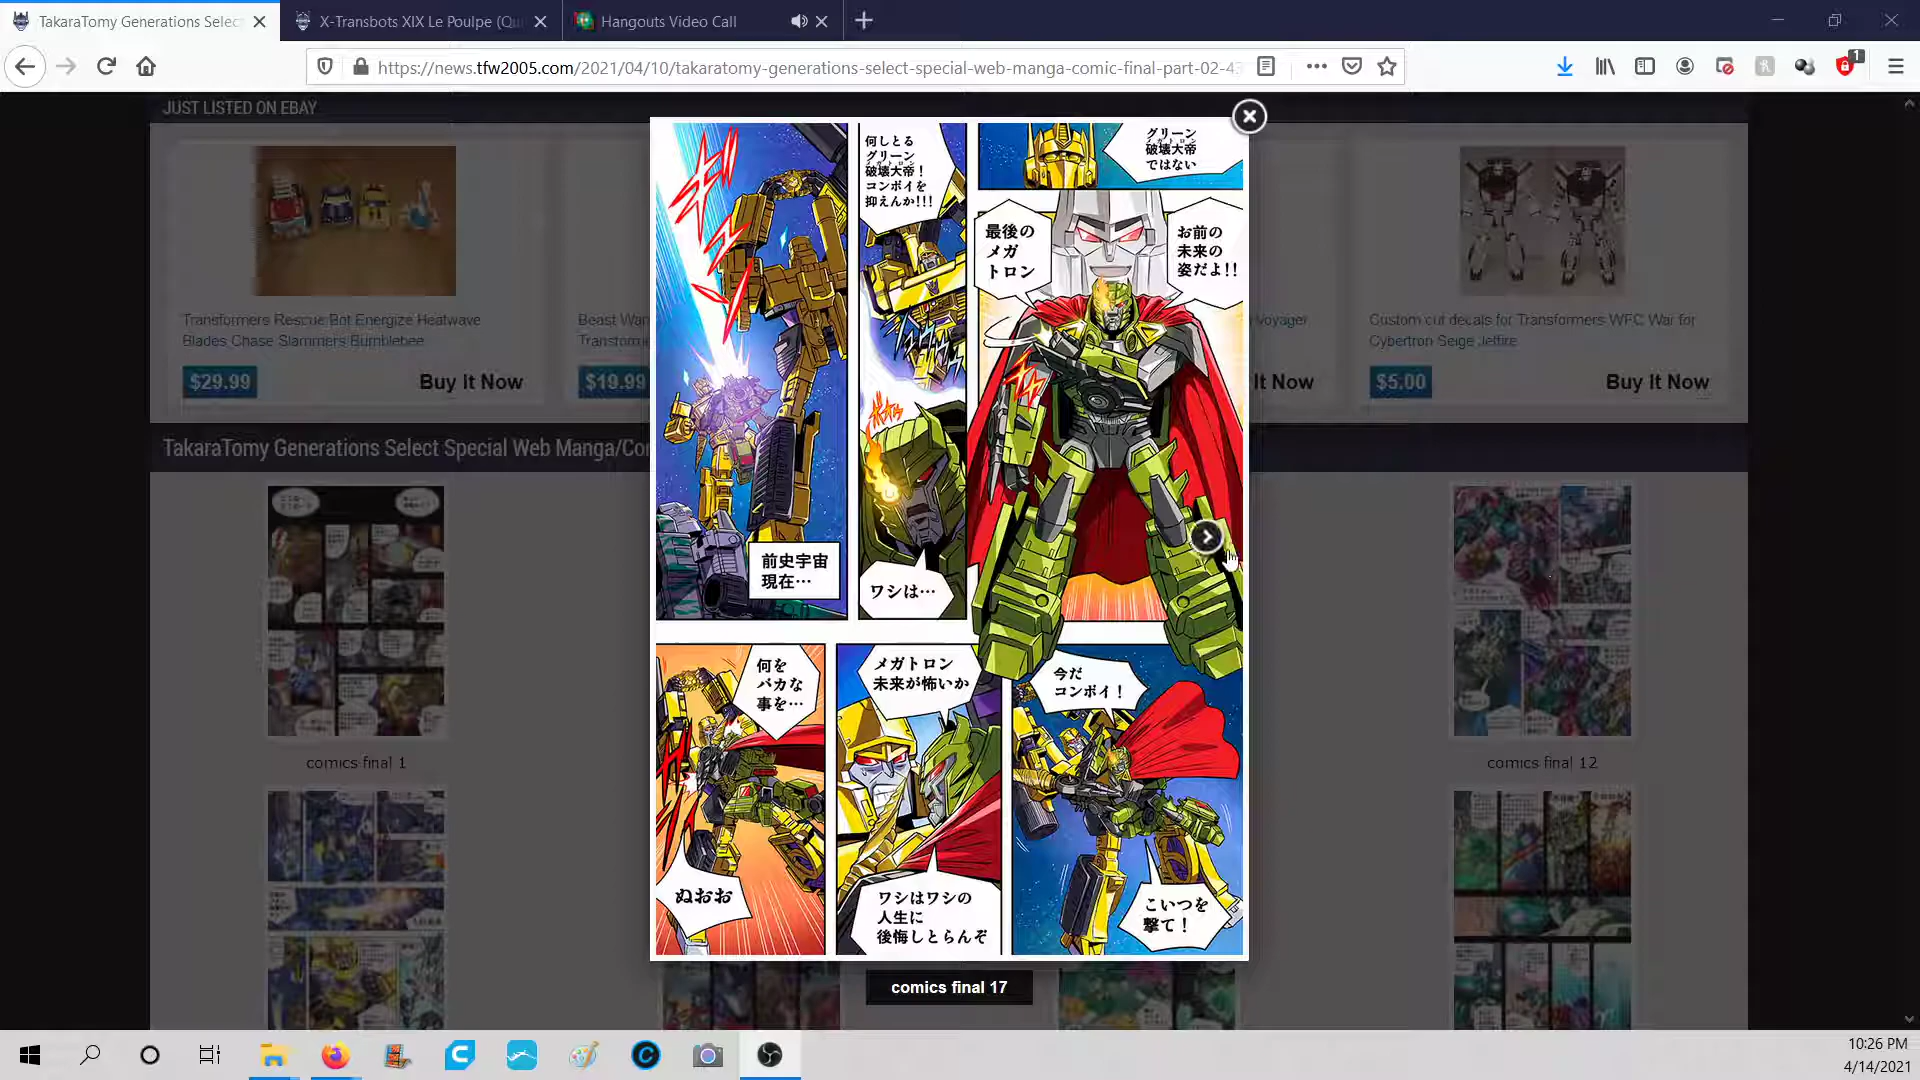 TakaraTomy Generations Selec
X-Transbots XIX Le Poulpe (Qu
Hangouts Video Call
https://news.tfw2005.com/2021/04/10/takaratomy-generations-select-special-web-manga-comic-final-part-02-43
1
JUST LISTED ON EBAY
Transformers Rescue Bot Energize Heatwave
Blades Chase Slammers Bumblebee
$29.99
Buy It Now
Beast Wa
Transform
$19.99
Voyager
It Now
Custom cut decals for Transformers WFC War for
Cybertron Seige Jetfire
$5.00
Buy It Now
TakaraTomy Generations Select Special Web Manga/Co
グリーン
破壊大帝
ではない
何しとる
グリーン
破壊大帝！
コンボイを
抑えんか!!!
最後の
メガ
トロン
お前の
未来の
姿だよ!!
前史宇宙
現在…
ワシは…
今だ
コンボイ！
こいつを
撃て！
メガトロン
未来が怖いか
ワシはワシの
人生に
後悔しとらんぞ
何を
バカな
事を…
ぬおお
comics final 1
comics final 12
comics final 17
10:26 PM
4/14/2021